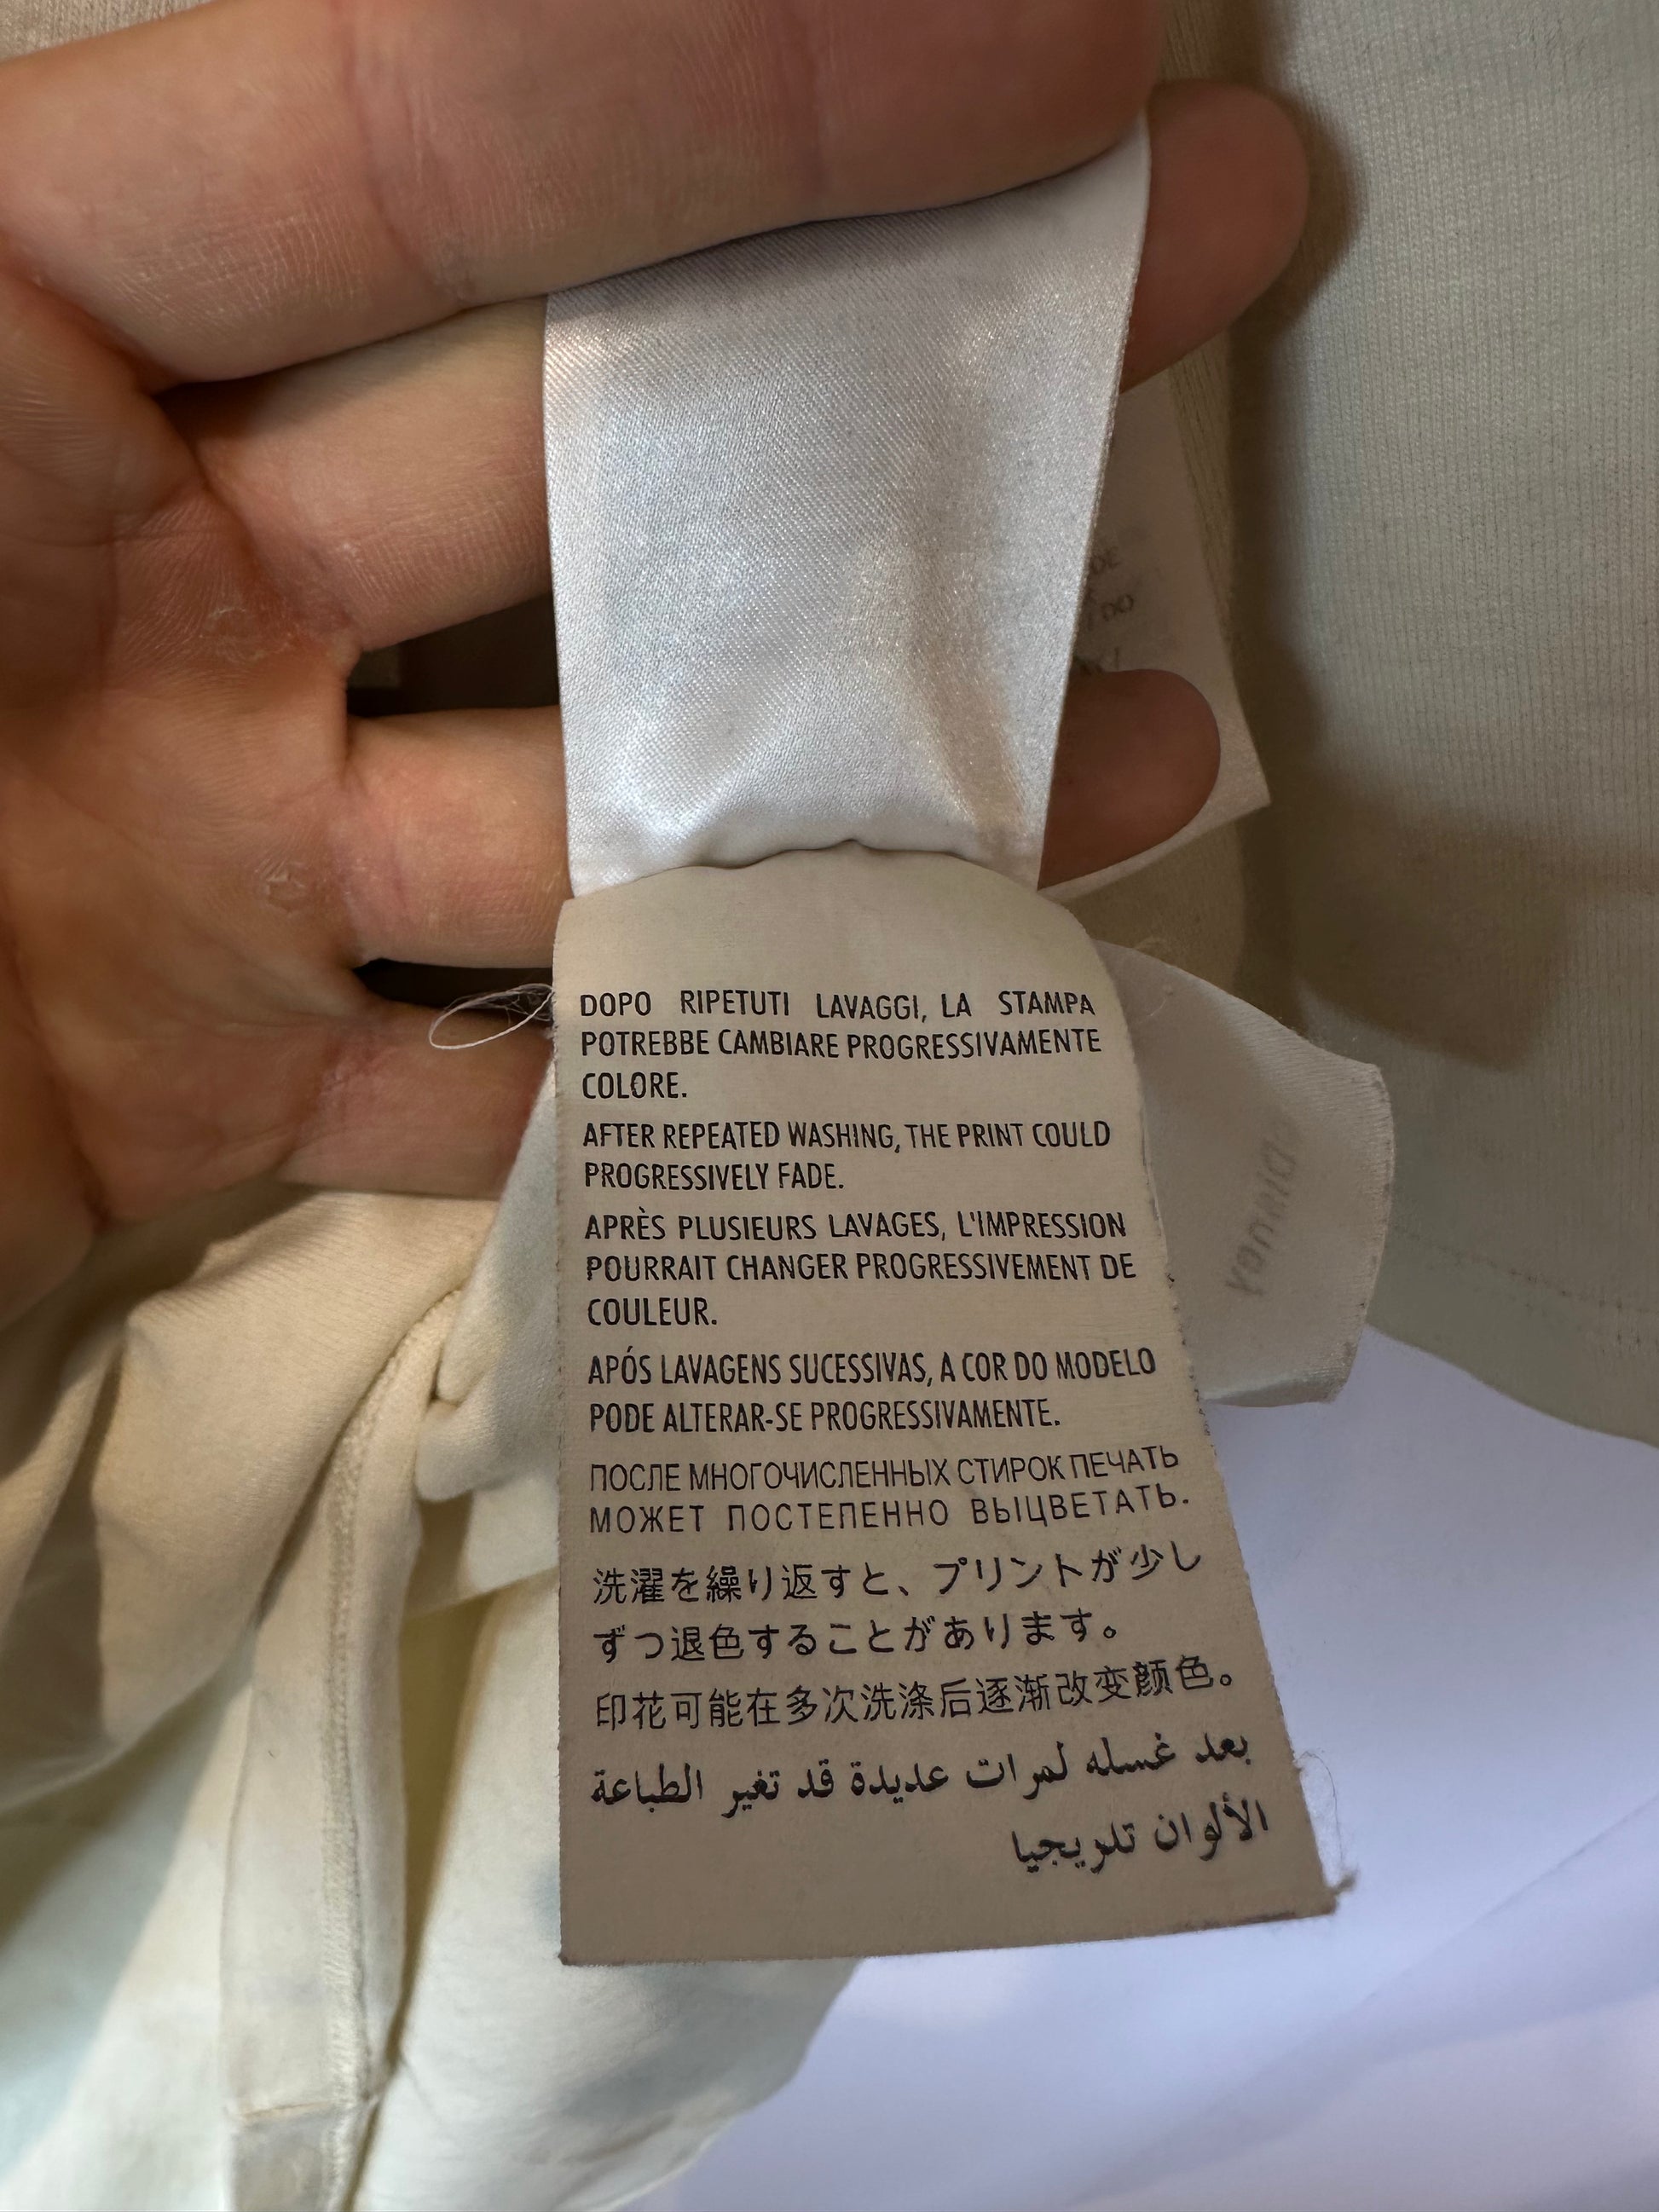 DOPO RIPETUTI LAVAGGI, LA STAMPA
POTREBBE CAMBIARE PROGRESSIVAMENTE
COLORE.
AFTER REPEATED WASHING, THE PRINT COULD
PROGRESSIVELY FADE.
APRÈS PLUSIEURS LAVAGES, L'IMPRESSION
POURRAIT CHANGER PROGRESSIVEMENT DE
COULEUR.
APÓS LAVAGENS SUCESSIVAS, A COR DO MODELO
PODE ALTERAR-SE PROGRESSIVAMENTE.
ПОСЛЕ МНОГОЧИСЛЕННЫХ СТИРОК ПЕЧАТЬ
МОЖЕТ ПОСТЕПЕННО ВЫЦВЕТАТЬ.
洗濯を繰り返すと、プリントが少し
ずつ退色することがあります。
印花可能在多次洗涤后逐渐改变颜色。
بعد غسله لمرات عديدة قد تغير الطباعة
الألوان تدريجيا
DE
DO